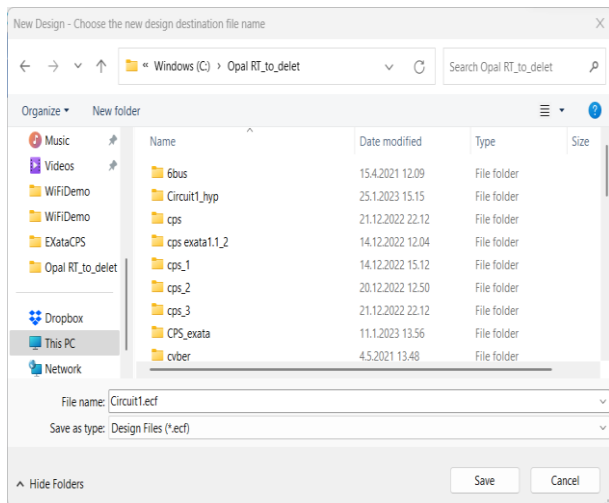 New Design - Choose the new design destination file name
« Windows (C:) › Opal RT_to_delet
Search Opal RT_to_delet
Organize
New folder
Music
Videos
WiFiDemo
WiFiDemo
EXataCPS
Opal RT_to_delet
Dropbox
This PC
Network
Name Date modified Type Size
6bus 15.4.2021 12.09 File folder
Circuit1_hyp 25.1.2023 15.15 File folder
cps 21.12.2022 22.12 File folder
cps exata1.1_2 14.12.2022 12.04 File folder
cps_1 14.12.2022 15.12 File folder
cps_2 20.12.2022 12.50 File folder
cps_3 21.12.2022 22.12 File folder
CPS_exata 11.1.2023 13.56 File folder
cyber 4.5.2021 13.48 File folder
File name: Circuit1.ecf
Save as type: Design Files (*.ecf)
Hide Folders
Save
Cancel